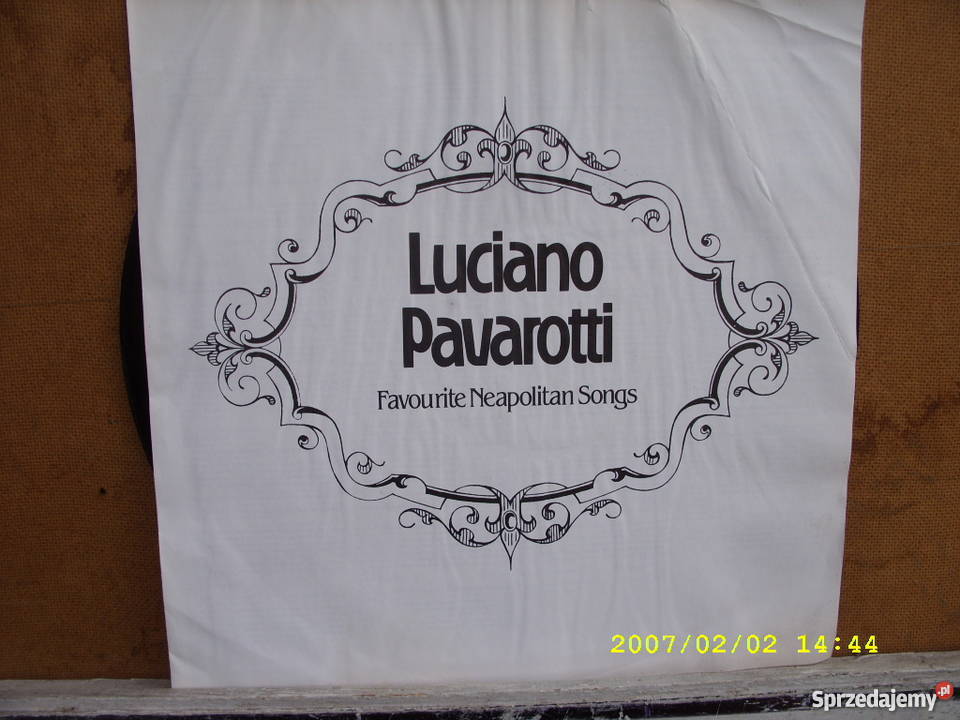 Luciano
Pavarotti
Favourite Neapolitan Songs
2007/02/02 14:44
Sprzedajemy.pl